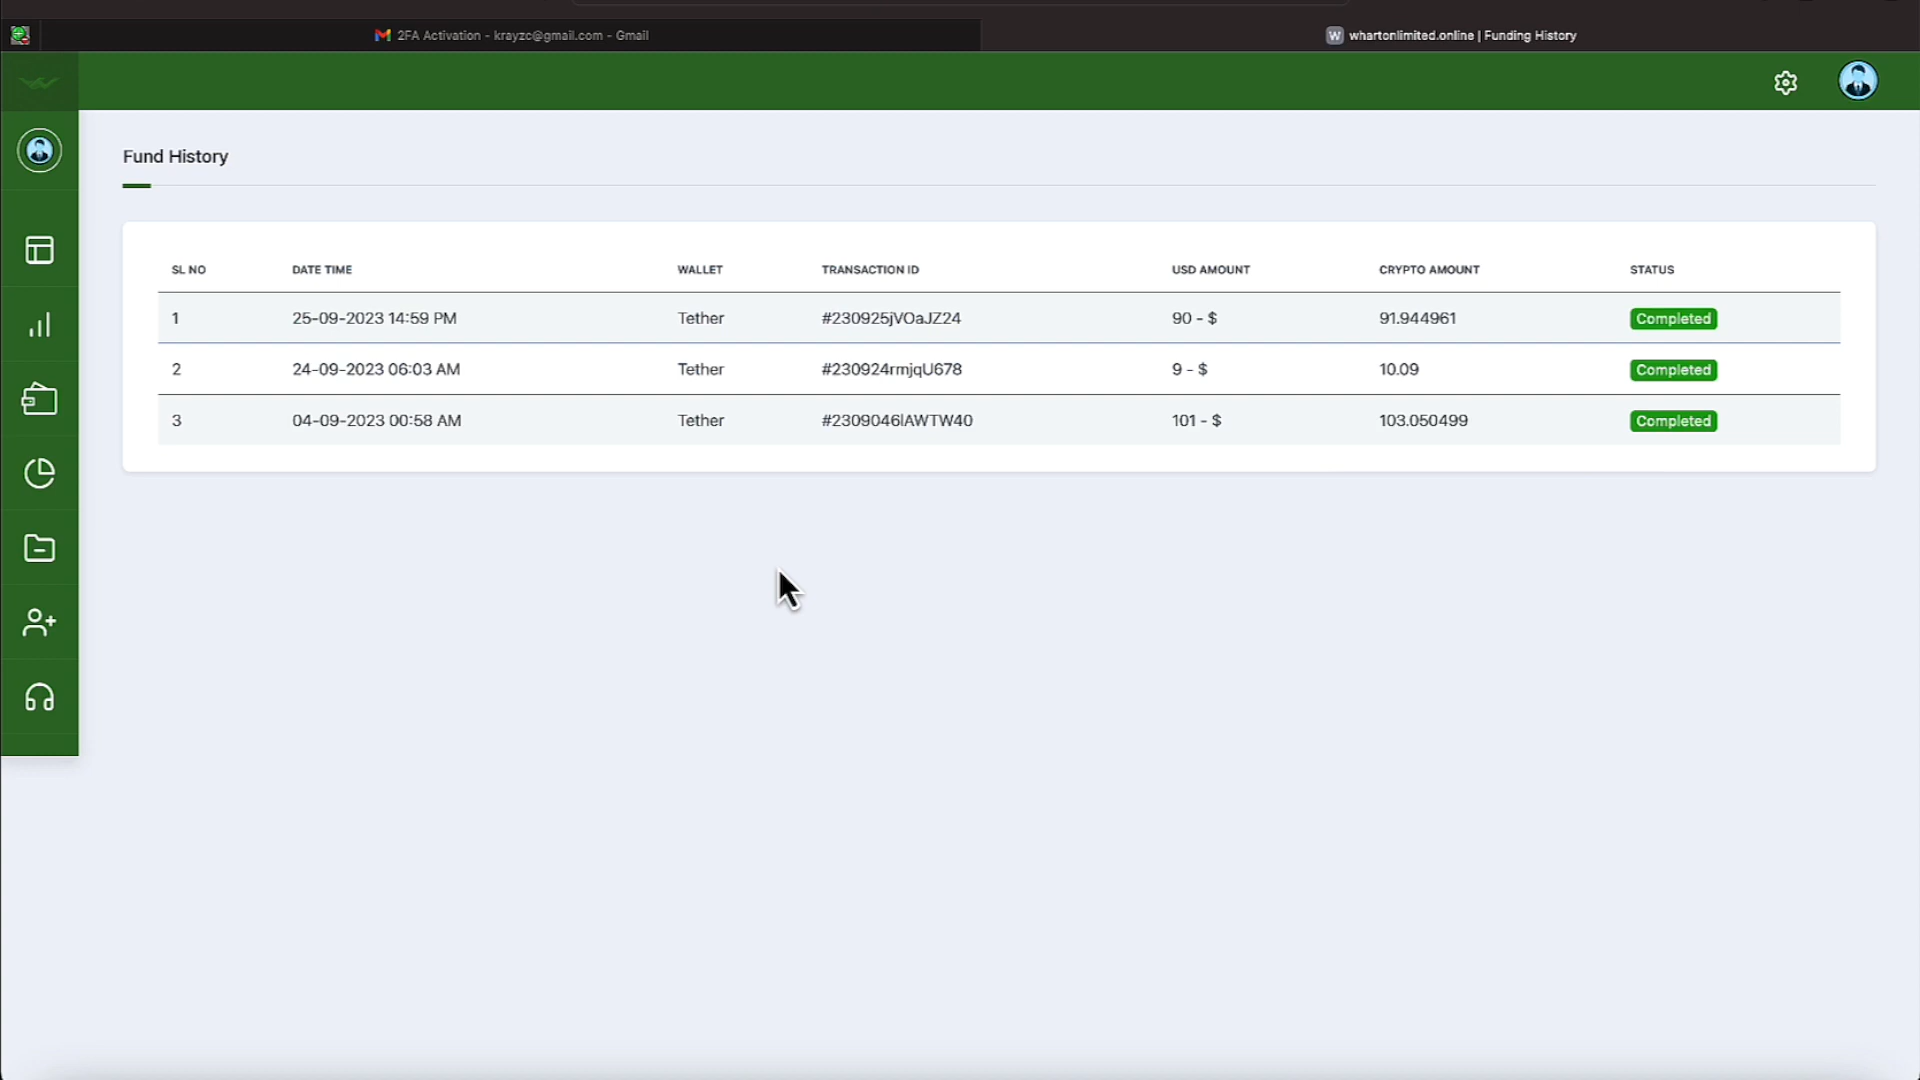 2FA Activation - krayzc@gmail.com - Gmail
W whartonlimited.online | Funding History
Fund History
SL NO DATE TIME WALLET TRANSACTION ID USD AMOUNT CRYPTO AMOUNT STATUS
1 25-09-2023 14:59 PM Tether #230925jVOaJZ24 90 - $ 91.944961 Completed
2 24-09-2023 06:03 AM Tether #230924rmjqU678 9 - $ 10.09 Completed
3 04-09-2023 00:58 AM Tether #2309046lAWTW40 101 - $ 103.050499 Completed